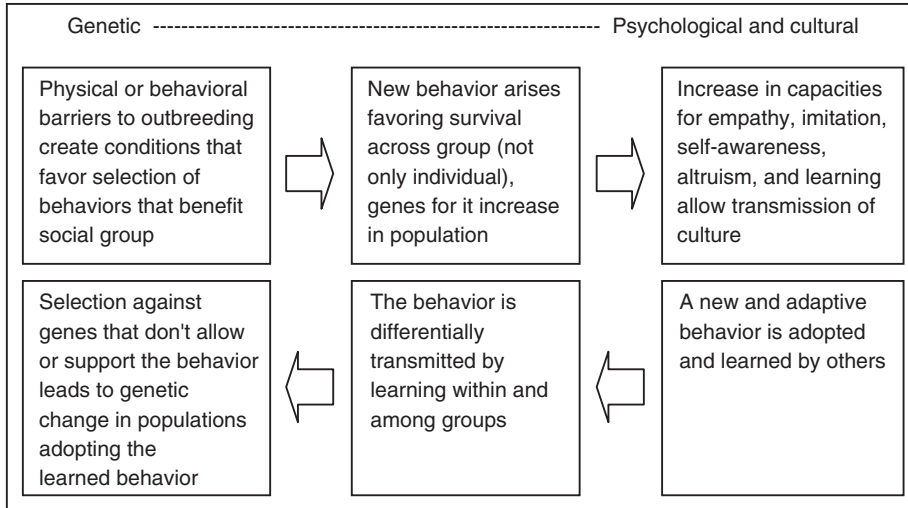 Genetic ---------------------------------------------------------- Psychological and cultural
Physical or behavioral
barriers to outbreeding
create conditions that
favor selection of
behaviors that benefit
social group
New behavior arises
favoring survival
across group (not
only individual),
genes for it increase
in population
Increase in capacities
for empathy, imitation,
self-awareness,
altruism, and learning
allow transmission of
culture
Selection against
genes that don't allow
or support the behavior
leads to genetic
change in populations
adopting the
learned behavior
The behavior is
differentially
transmitted by
learning within and
among groups
A new and adaptive
behavior is adopted
and learned by others